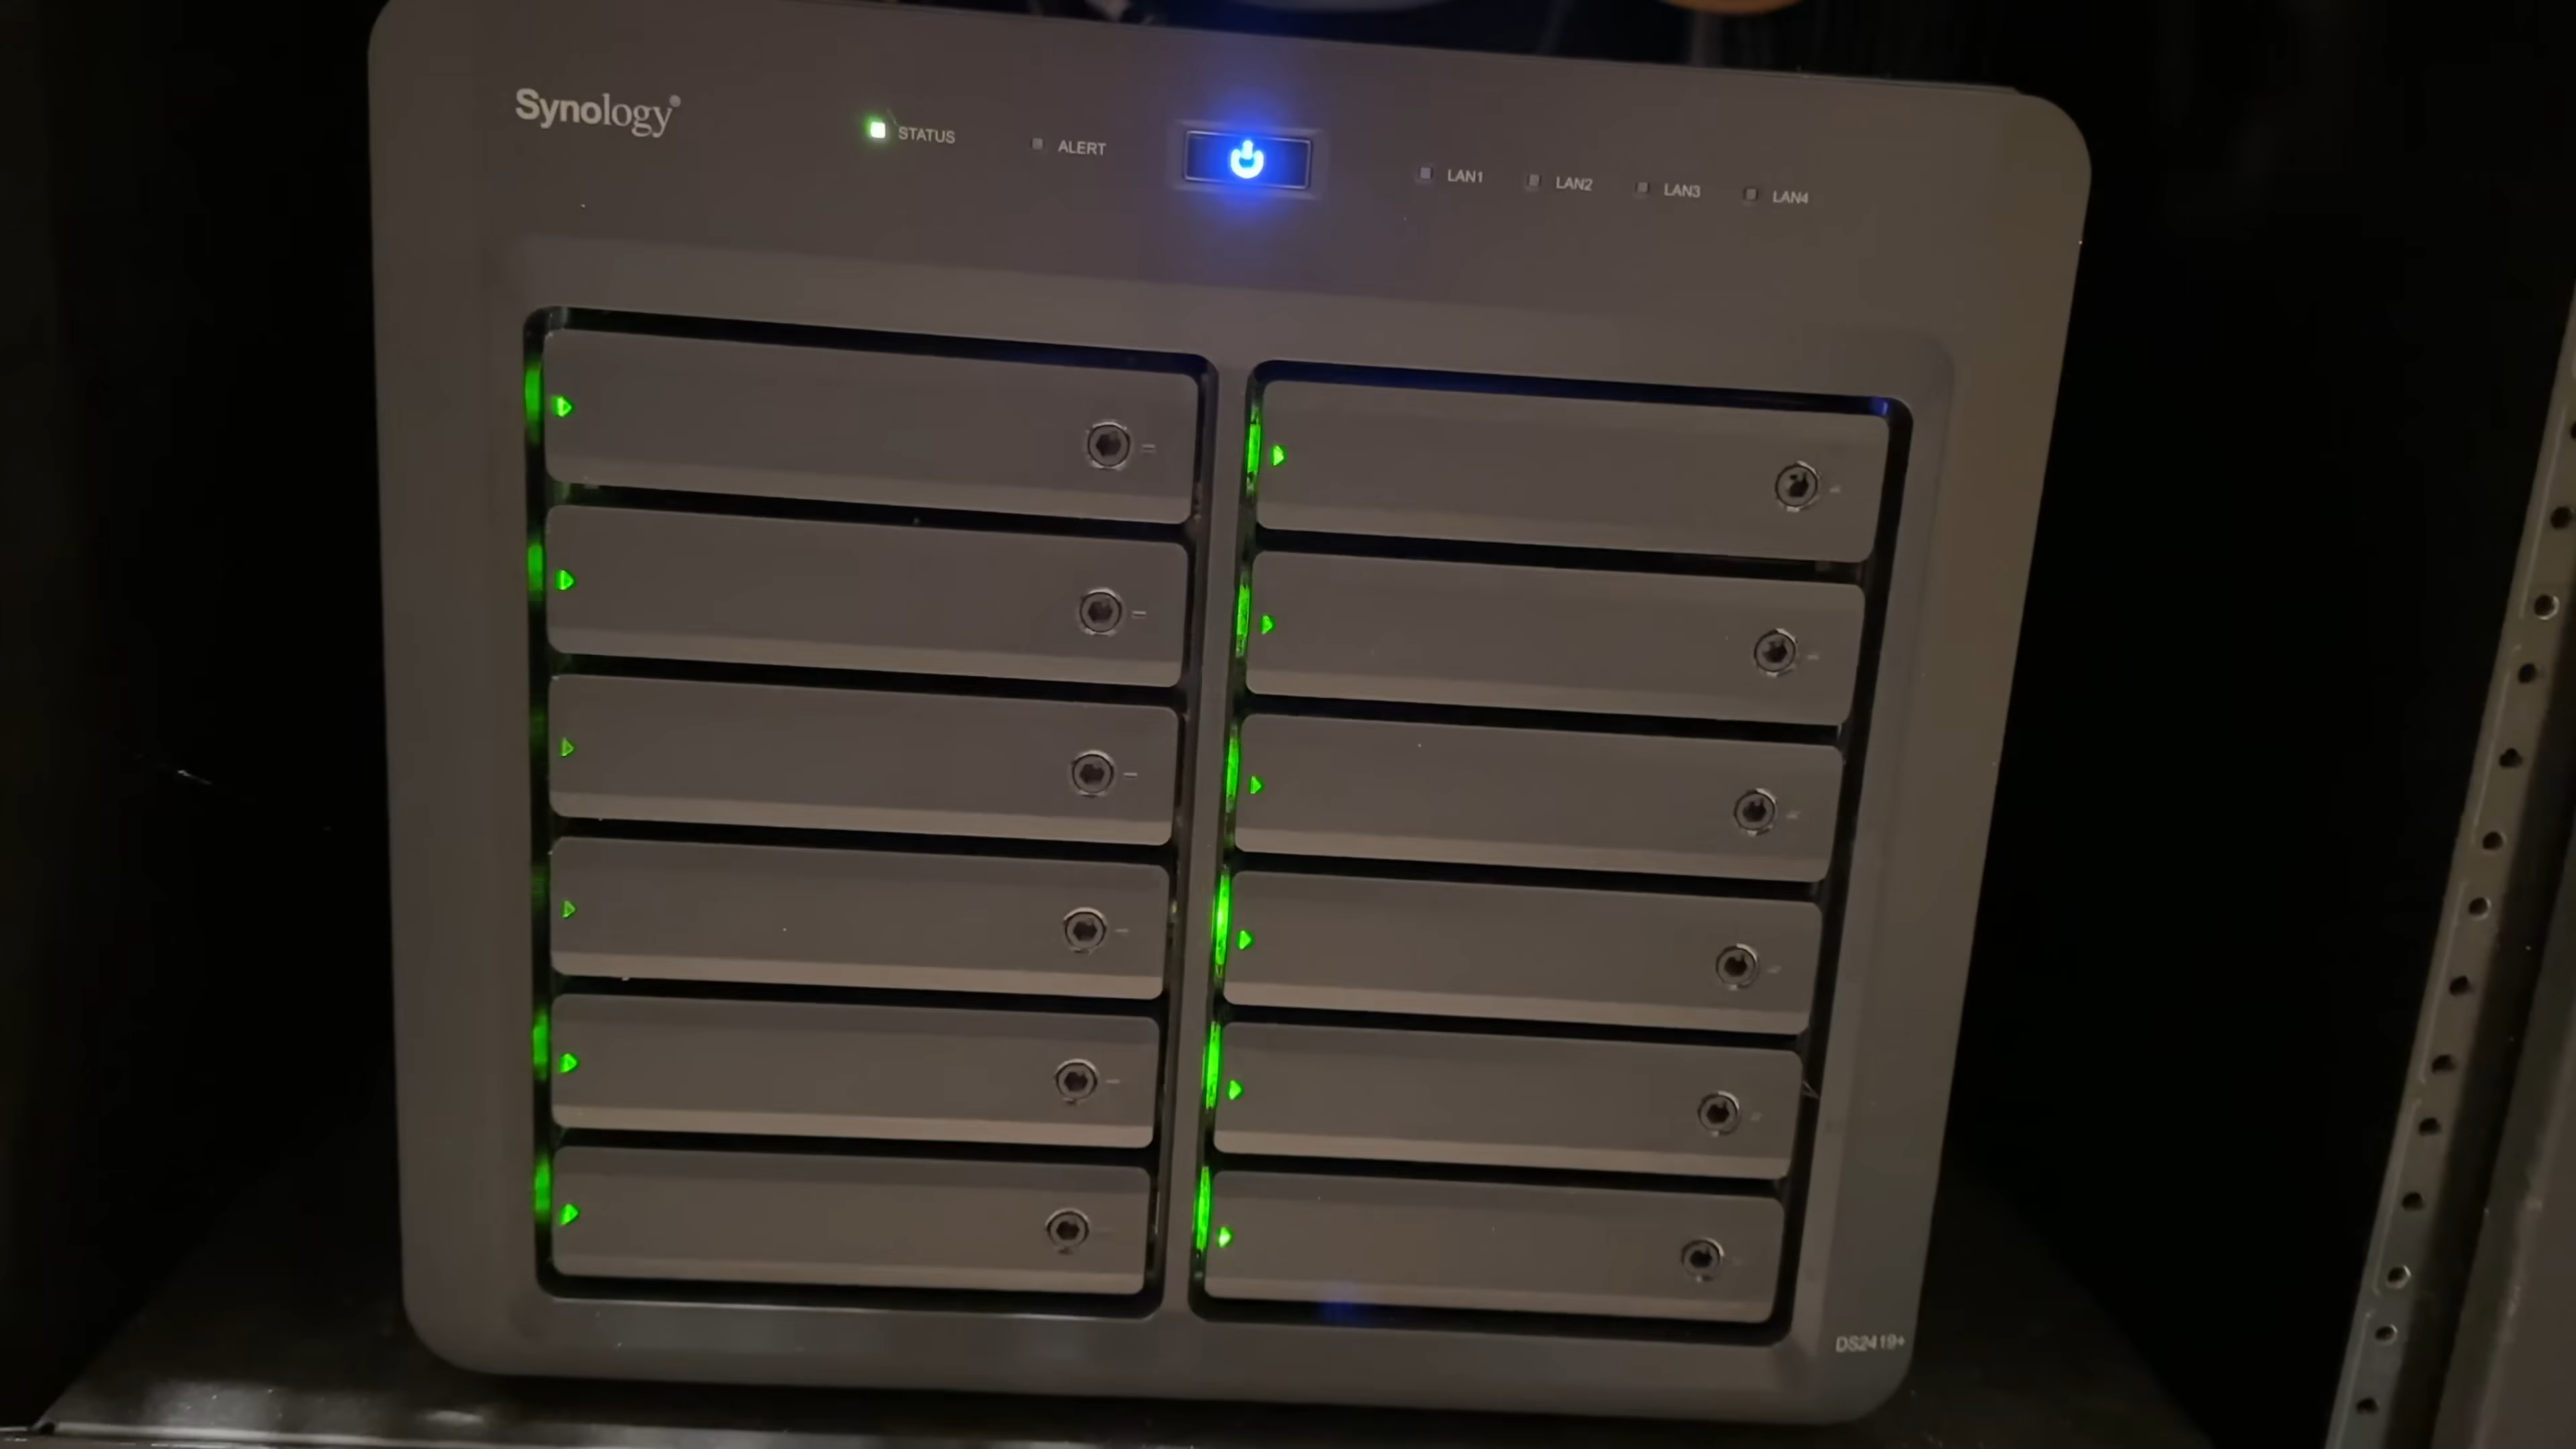 Synology®
STATUS
ALERT
LAN1
LAN2
LAN3
LAN4
DS2419+